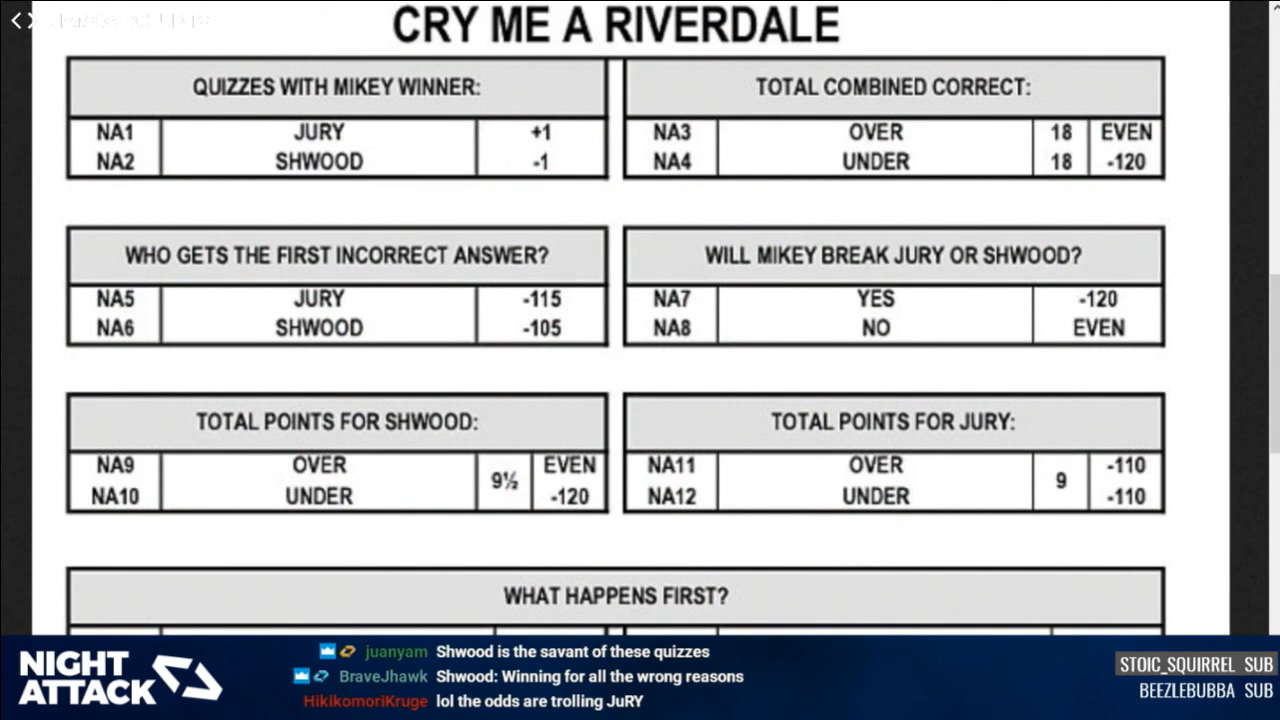 CRY ME A RIVERDALE
QUIZZES WITH MIKEY WINNER:
NA1 JURY +1
NA2 SHWOOD -1
TOTAL COMBINED CORRECT:
NA3 OVER 18 EVEN
NA4 UNDER 18 -120
WHO GETS THE FIRST INCORRECT ANSWER?
NA5 JURY -115
NA6 SHWOOD -105
WILL MIKEY BREAK JURY OR SHWOOD?
NA7 YES -120
NA8 NO EVEN
TOTAL POINTS FOR SHWOOD:
NA9 OVER 9½ EVEN
NA10 UNDER -120
TOTAL POINTS FOR JURY:
NA11 OVER 9 -110
NA12 UNDER -110
WHAT HAPPENS FIRST?
NIGHT
ATTACK
juanyam Shwood is the savant of these quizzes
BraveJhawk Shwood: Winning for all the wrong reasons
HikikomoriKruge lol the odds are trolling JuRY
STOIC_SQUIRREL SUB
BEEZLEBUBBA SUB